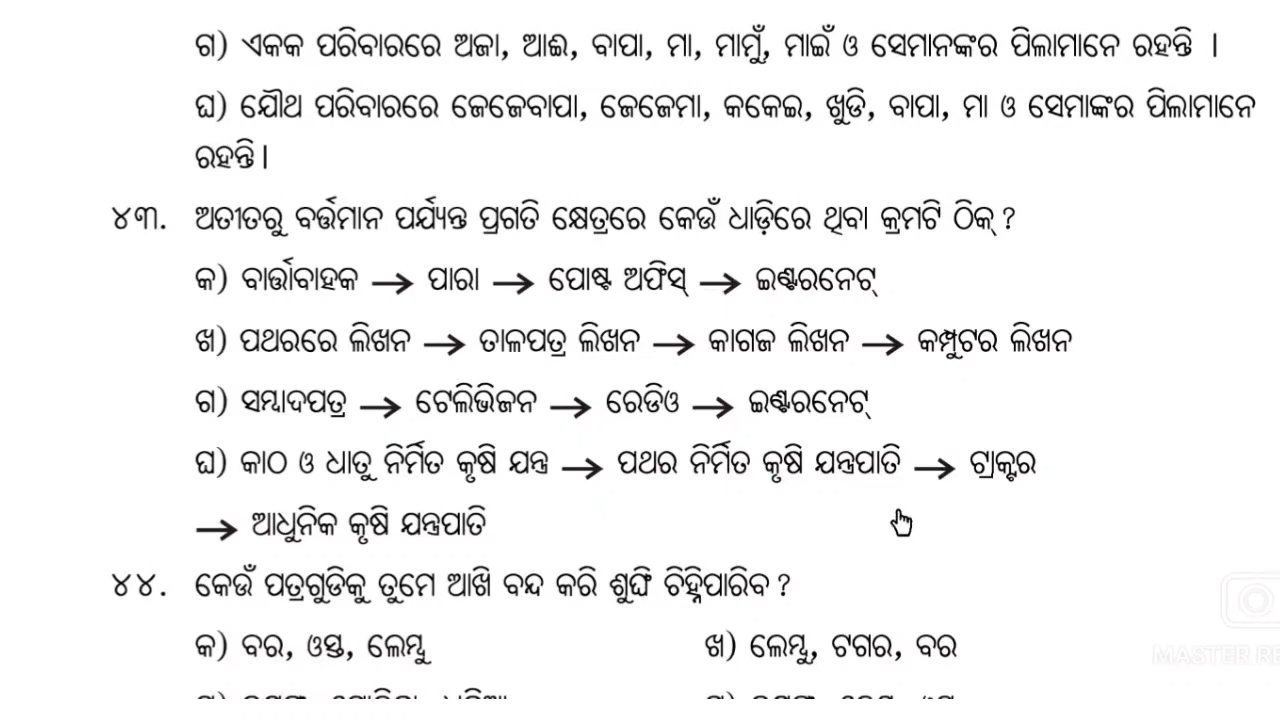 ଗ) ଏକକ ପରିବାରରେ ଅଜା, ଆଈ, ବାପା, ମା, ମାମୁଁ, ମାଇଁ ଓ ସେମାନଙ୍କର ପିଲାମାନେ ରହନ୍ତି ।
ଘ) ଯୌଥ ପରିବାରରେ ଜେଜେବାପା, ଜେଜେମା, କକେଇ, ଖୁଡି, ବାପା, ମା ଓ ସେମାଙ୍କର ପିଲାମାନେ
ରହନ୍ତି।
୪୩. ଅତୀତରୁ ବର୍ତ୍ତମାନ ପର୍ଯ୍ୟନ୍ତ ପ୍ରଗତି କ୍ଷେତ୍ରରେ କେଉଁ ଧାଡ଼ିରେ ଥିବା କ୍ରମଟି ଠିକ୍ ?
କ) ବାର୍ତ୍ତାବାହକ → ପାରା → ପୋଷ୍ଟ ଅଫିସ୍ → ଇଣ୍ଟରନେଟ୍
ଖ) ପଥରରେ ଲିଖନ → ତାଳପତ୍ର ଲିଖନ → କାଗଜ ଲିଖନ → କମ୍ପୁଟର ଲିଖନ
ଗ) ସମ୍ବାଦପତ୍ର → ଟେଲିଭିଜନ → ରେଡିଓ → ଇଣ୍ଟରନେଟ୍
ଘ) କାଠ ଓ ଧାତୁ ନିର୍ମିତ କୃଷି ଯନ୍ତ୍ର → ପଥର ନିର୍ମିତ କୃଷି ଯନ୍ତ୍ରପାତି → ଟ୍ରାକ୍ଟର
→ ଆଧୁନିକ କୃଷି ଯନ୍ତ୍ରପାତି
୪୪. କେଉଁ ପତ୍ରଗୁଡିକୁ ତୁମେ ଆଖି ବନ୍ଦ କରି ଶୁଘିଂ ଚିହ୍ନିପାରିବ ?
କ) ବର, ଓସ୍ତ, ଲେମ୍ବୁ ଖ) ଲେମ୍ବୁ, ଟଗର, ବର
MASTER